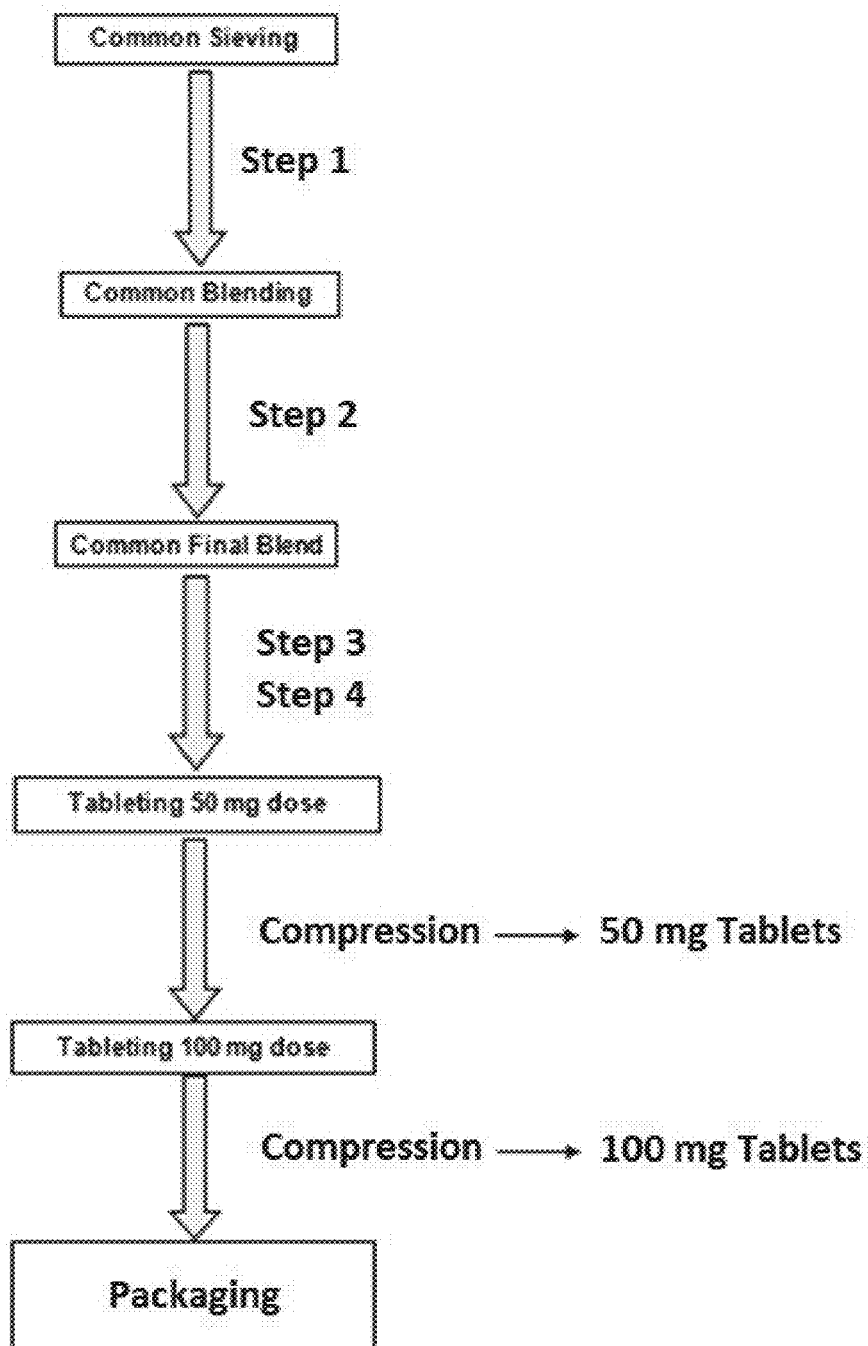 Common Sieving
Step 1
Common Blending
Step 2
Common Final Blend
Step 3
Step 4
Tableting 50 mg dose
Compression → 50 mg Tablets
Tableting 100 mg dose
Compression → 100 mg Tablets
Packaging